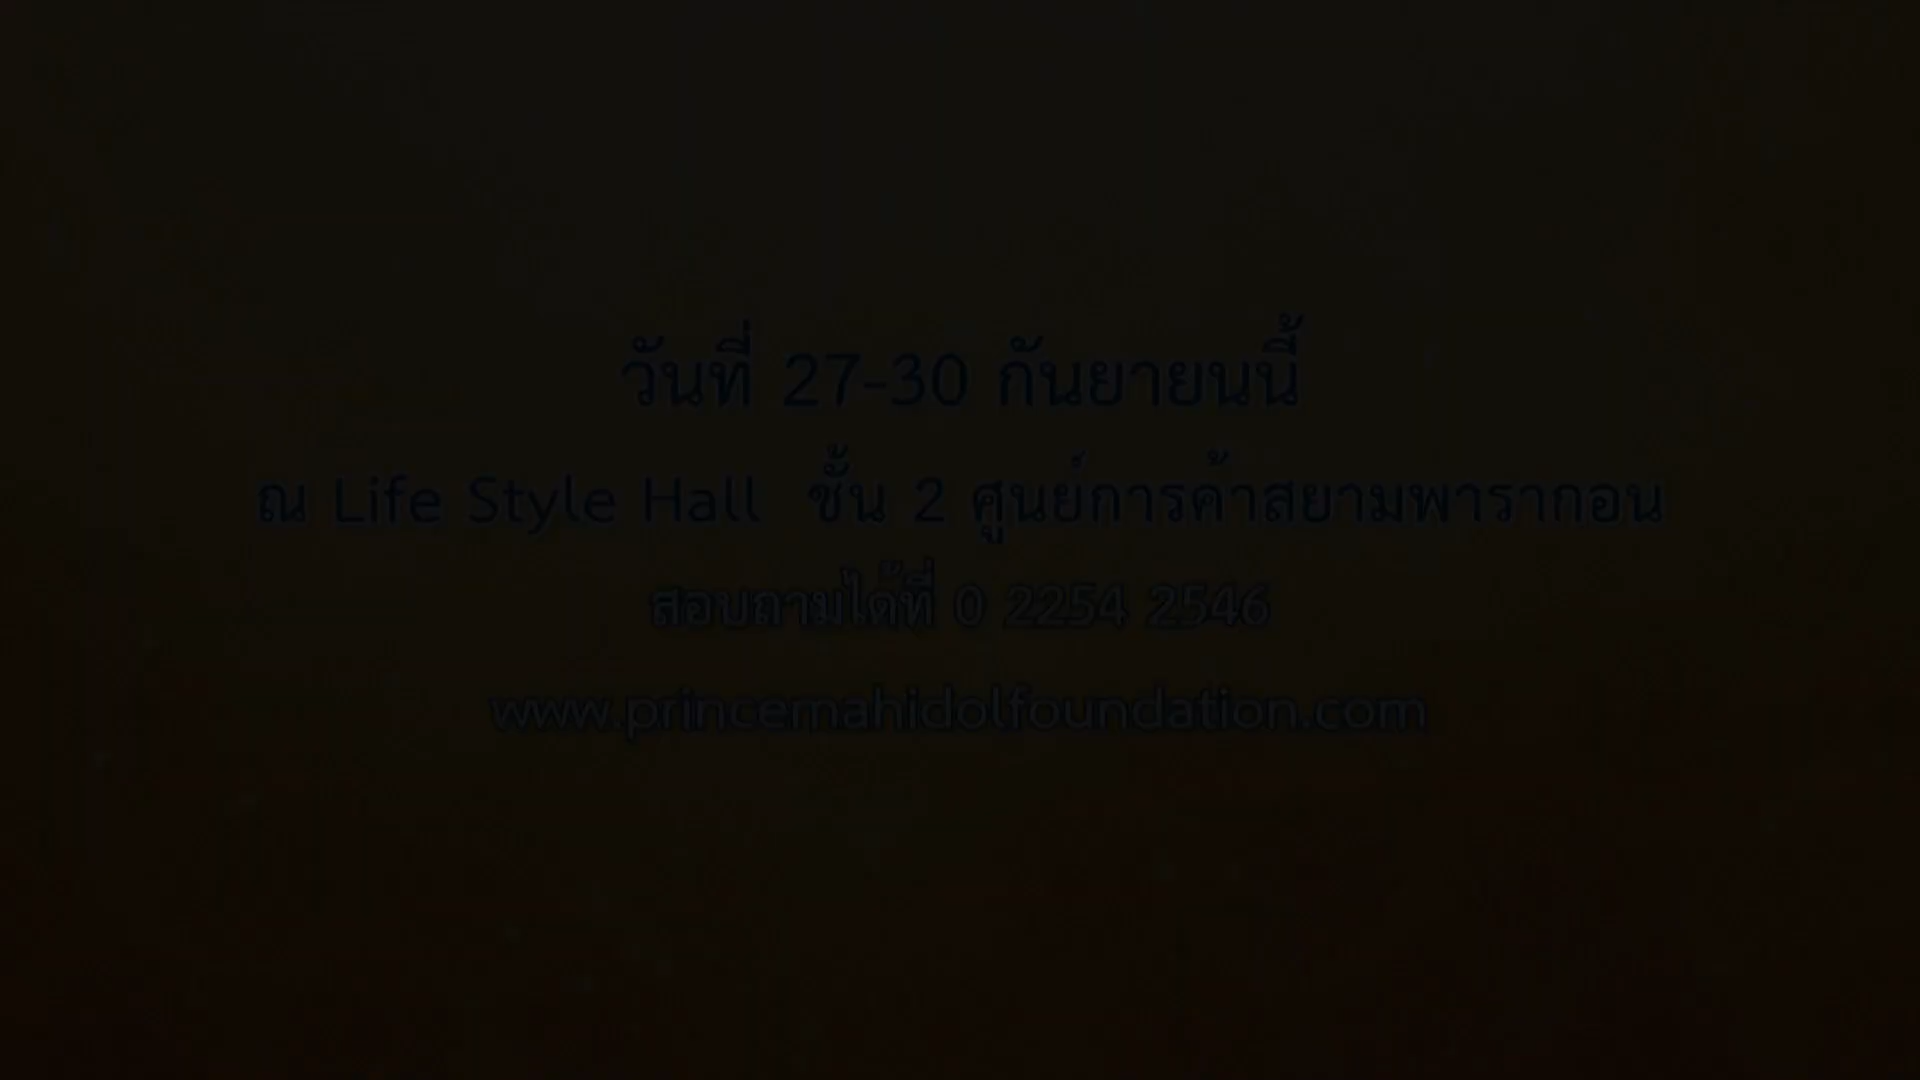 วันที่ 27-30 กันยายนนี้
ณ Life Style Hall ชั้น 2 ศูนย์การค้าสยามพารากอน
สอบถามได้ที่ 0 2254 2546
www.princemahidolfoundation.com